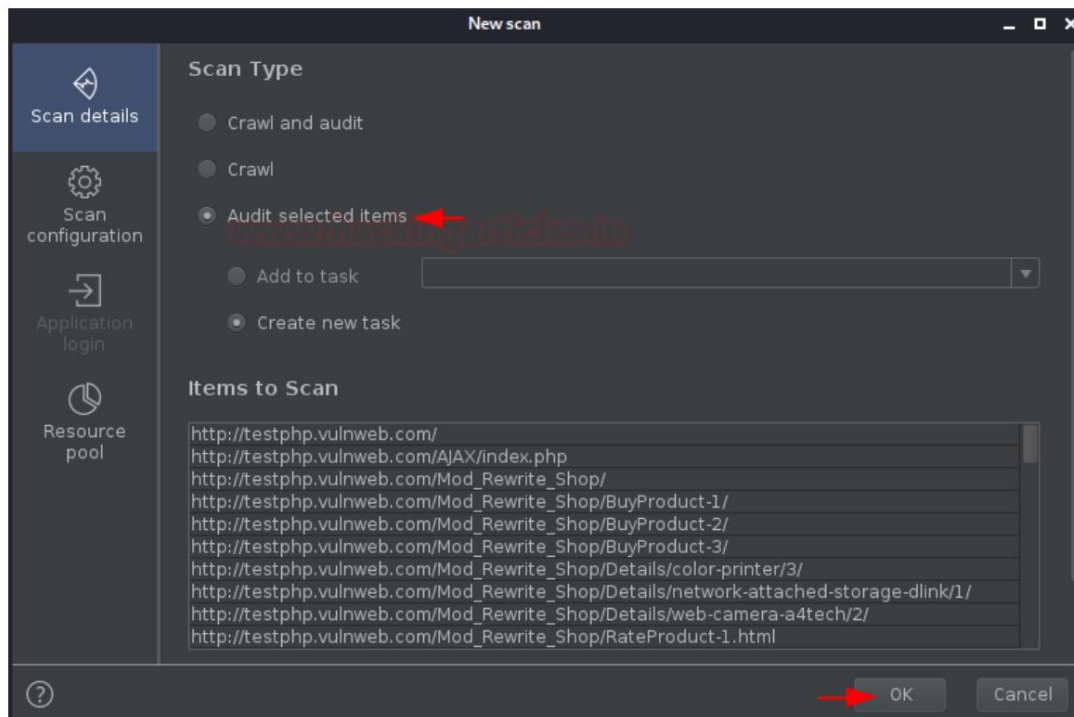 New scan
Scan details
Scan configuration
Application login
Resource pool
Scan Type
Crawl and audit
Crawl
Audit selected items
www.hackingarticles.in
Add to task
Create new task
Items to Scan
http://testphp.vulnweb.com/
http://testphp.vulnweb.com/AJAX/index.php
http://testphp.vulnweb.com/Mod_Rewrite_Shop/
http://testphp.vulnweb.com/Mod_Rewrite_Shop/BuyProduct-1/
http://testphp.vulnweb.com/Mod_Rewrite_Shop/BuyProduct-2/
http://testphp.vulnweb.com/Mod_Rewrite_Shop/BuyProduct-3/
http://testphp.vulnweb.com/Mod_Rewrite_Shop/Details/color-printer/3/
http://testphp.vulnweb.com/Mod_Rewrite_Shop/Details/network-attached-storage-dlink/1/
http://testphp.vulnweb.com/Mod_Rewrite_Shop/Details/web-camera-a4tech/2/
http://testphp.vulnweb.com/Mod_Rewrite_Shop/RateProduct-1.html
?
OK
Cancel